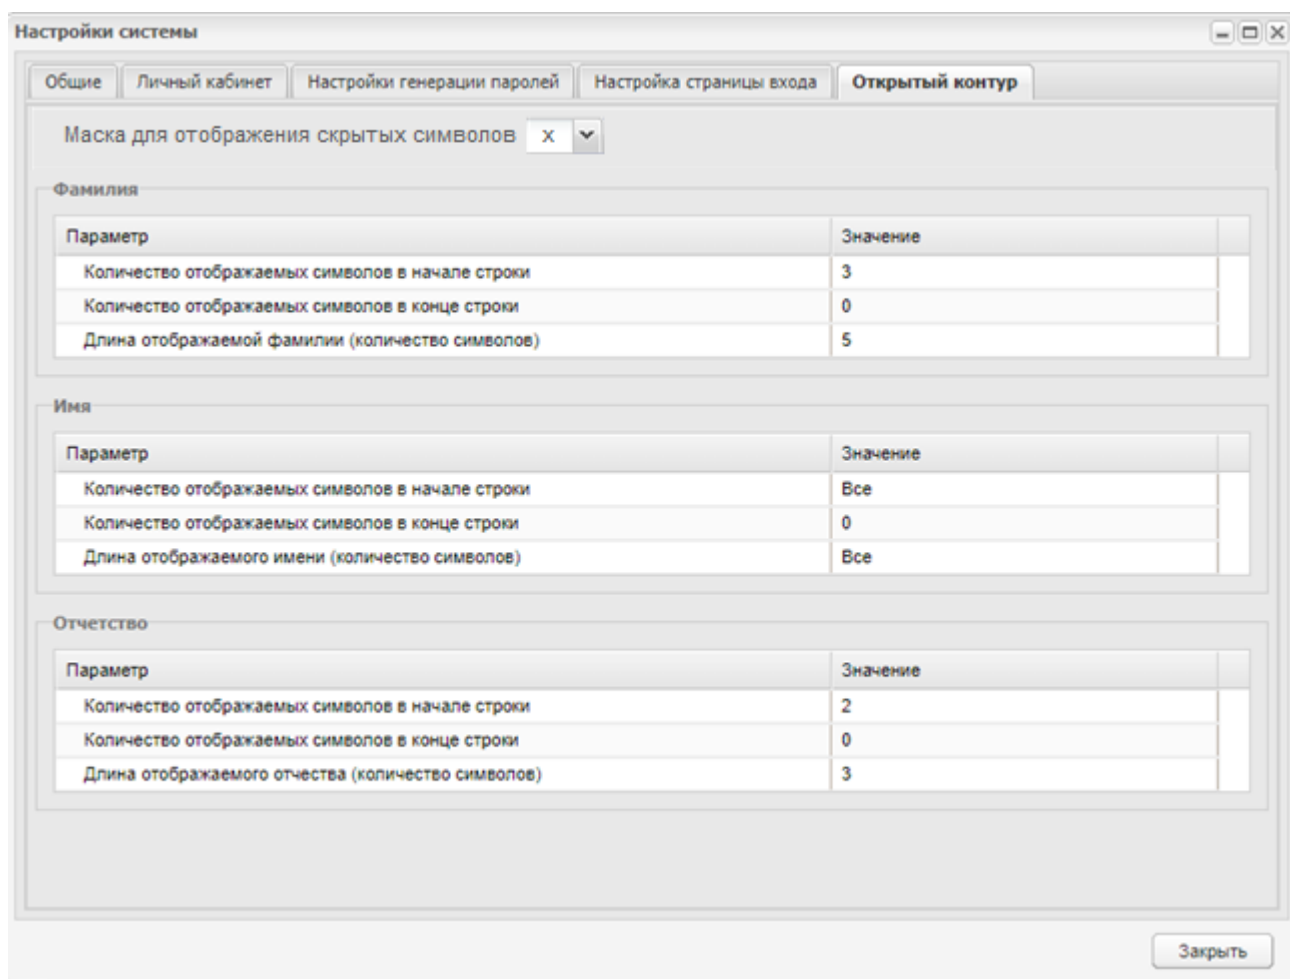 Настройки системы
Общие Личный кабинет Настройки генерации паролей Настройка страницы входа Открытый контур
Маска для отображения скрытых символов x
Фамилия
Параметр Значение
Количество отображаемых символов в начале строки 3
Количество отображаемых символов в конце строки 0
Длина отображаемой фамилии (количество символов) 5
Имя
Параметр Значение
Количество отображаемых символов в начале строки Все
Количество отображаемых символов в конце строки 0
Длина отображаемого имени (количество символов) Все
Отчетство
Параметр Значение
Количество отображаемых символов в начале строки 2
Количество отображаемых символов в конце строки 0
Длина отображаемого отчества (количество символов) 3
Закрыть